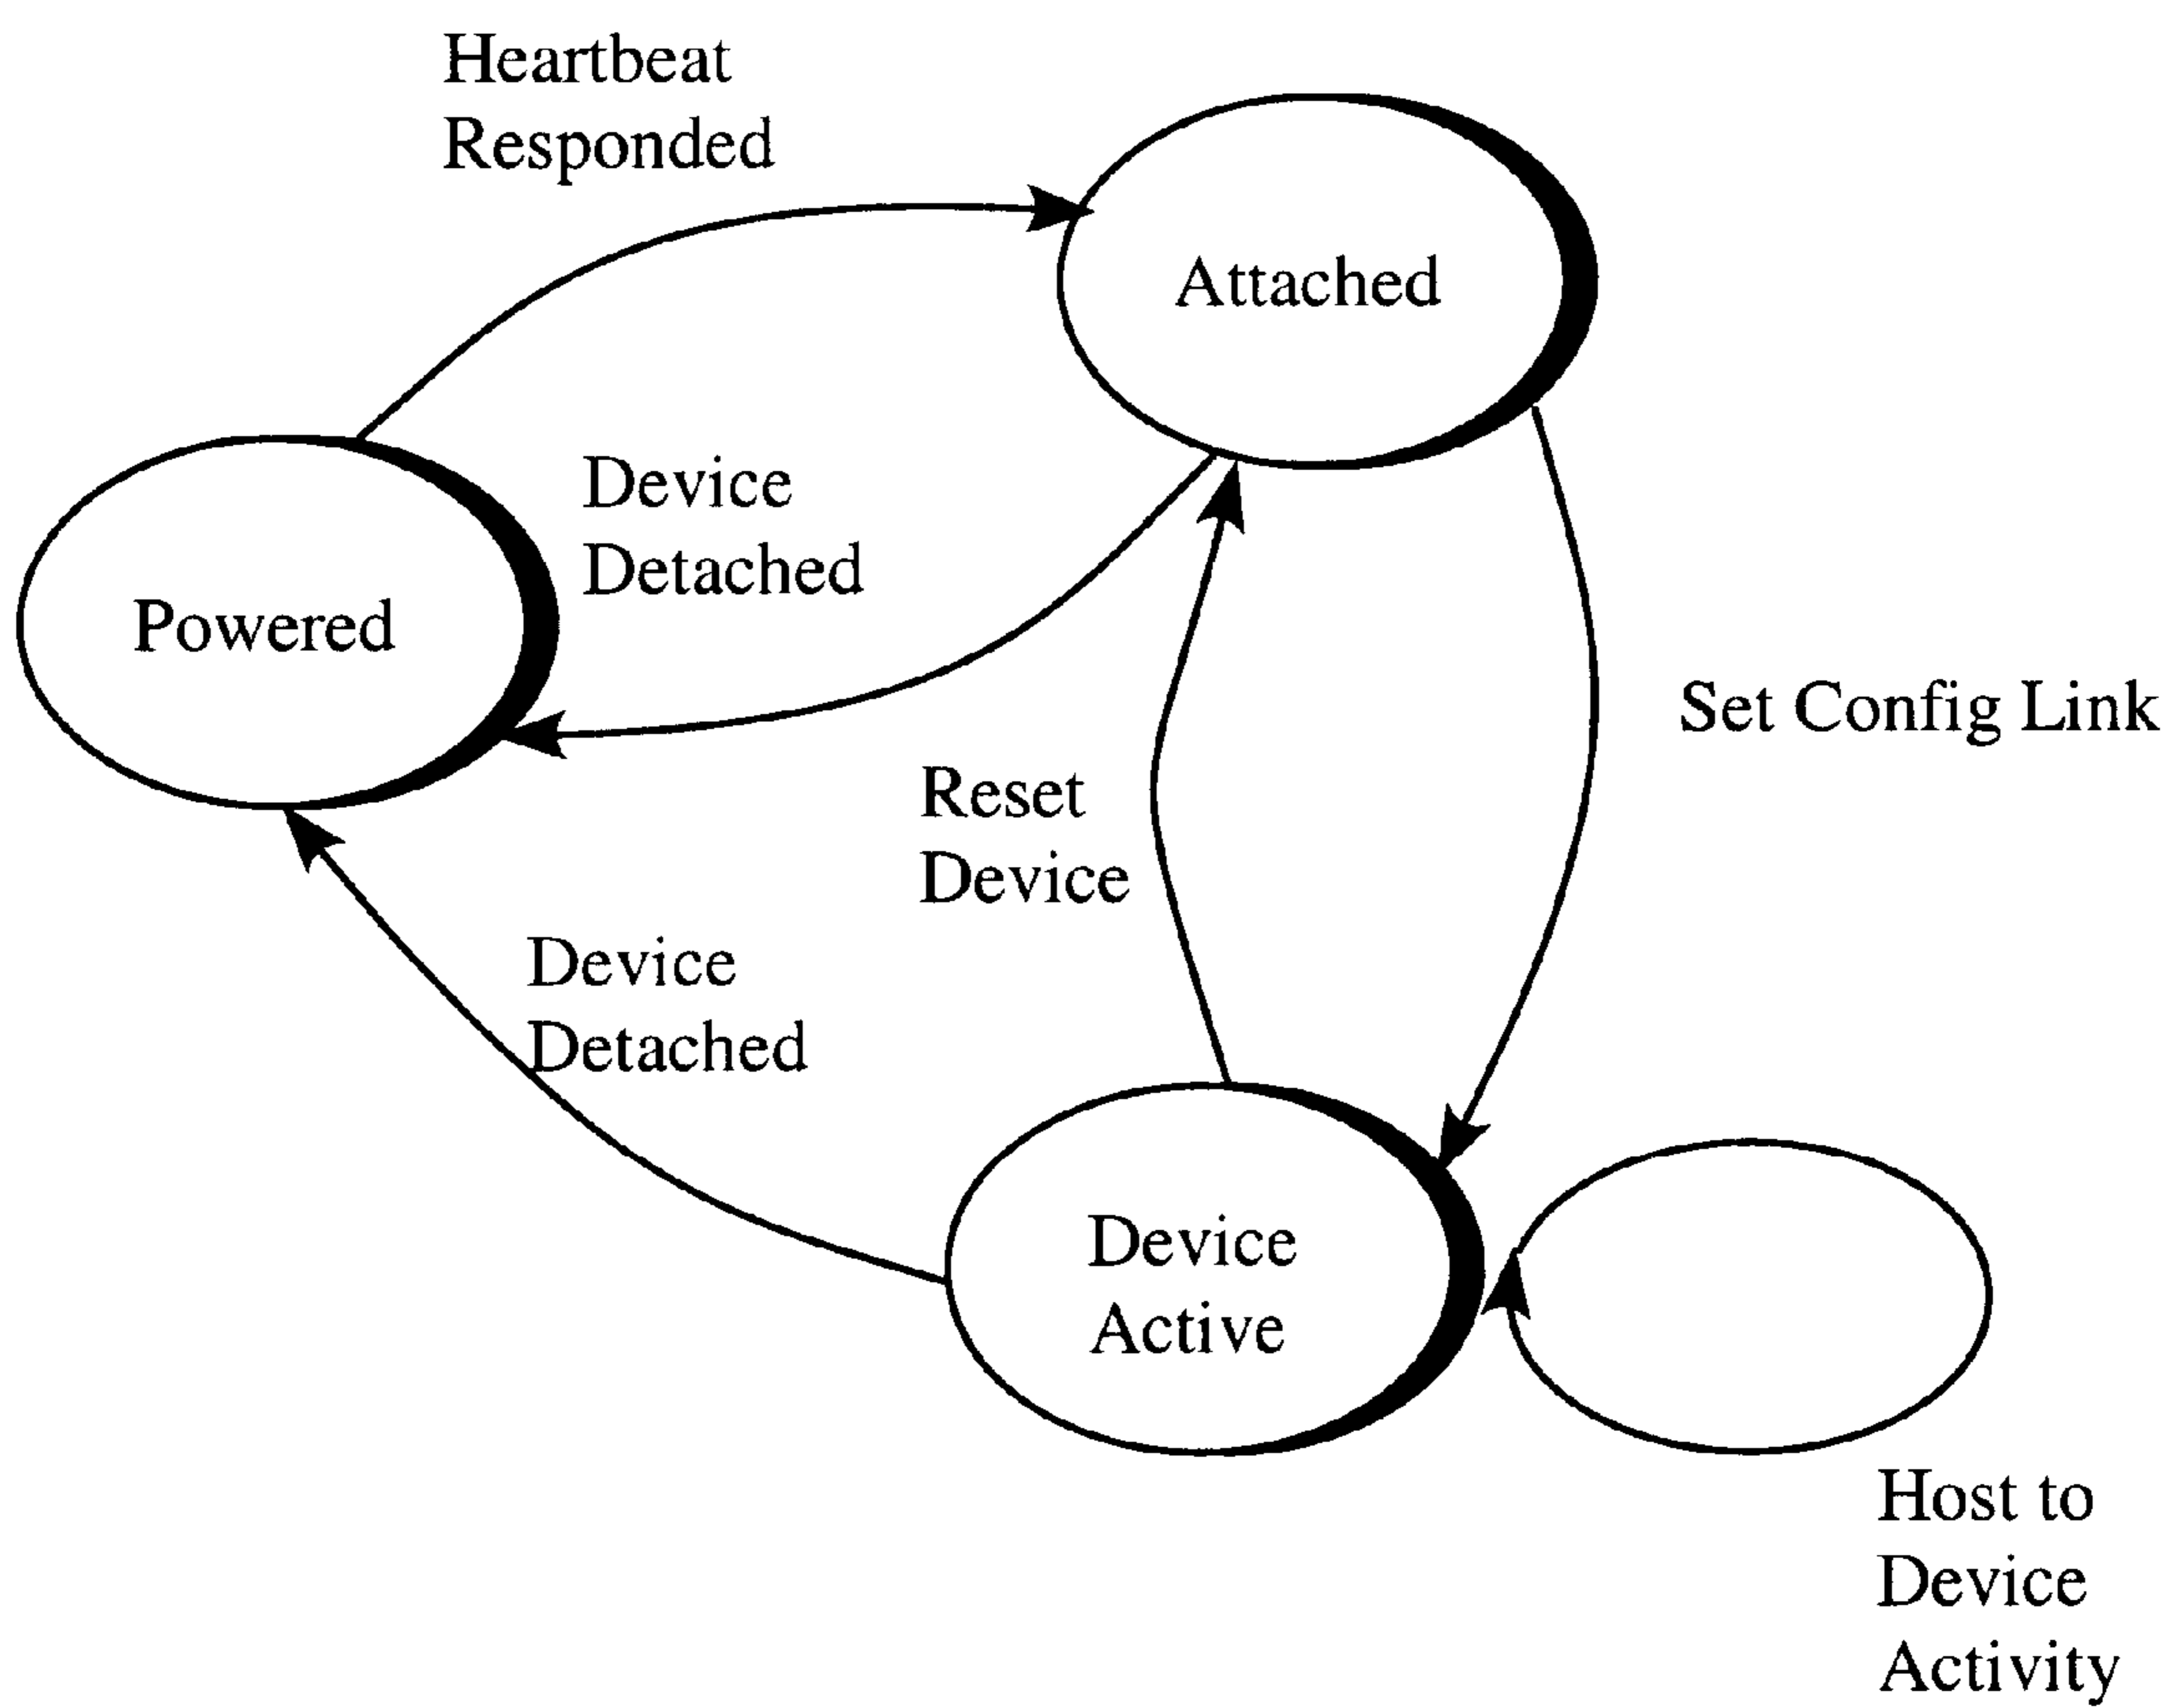 Heartbeat
Responded
Attached
Device
Detached
Powered
Set Config Link
Reset
Device
Device
Detached
Device
Active
Host to
Device
Activity